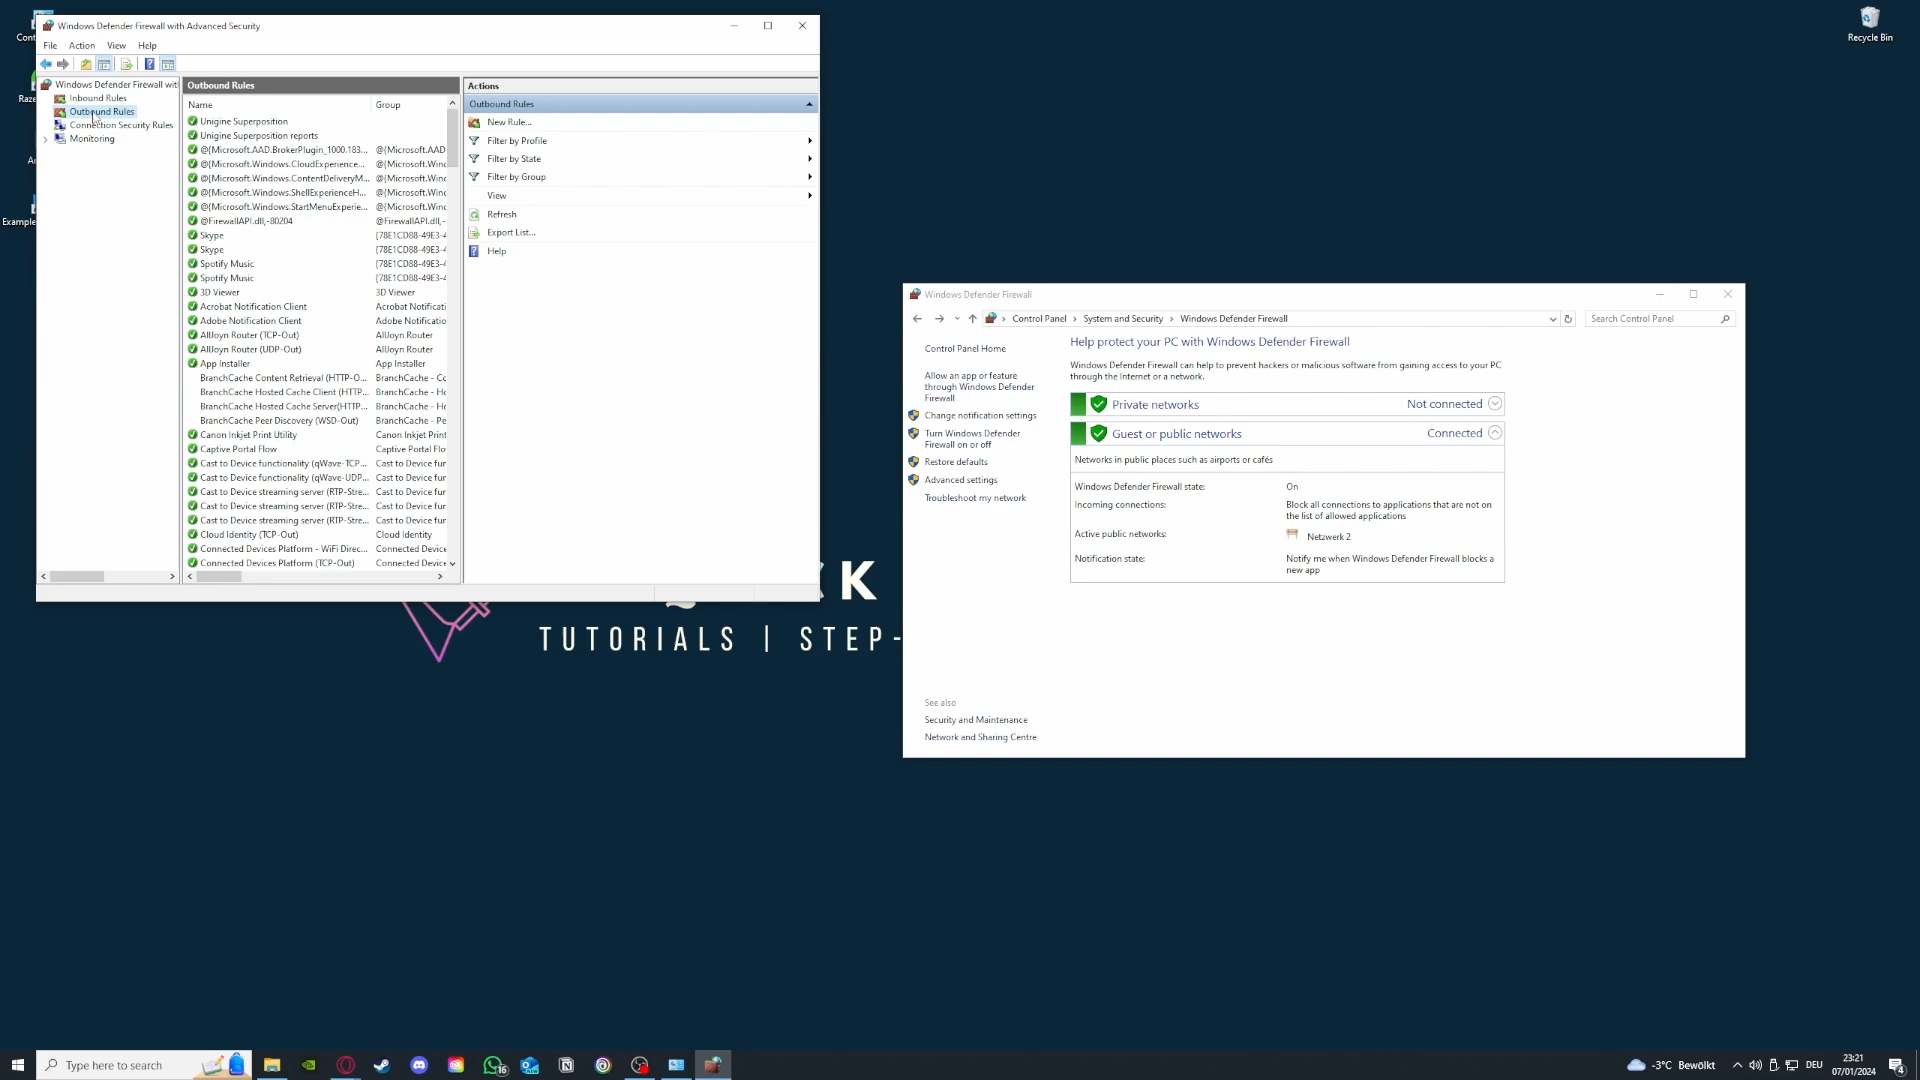 Windows Defender Firewall with Advanced Security
File Action View Help
Windows Defender Firewall wit
Inbound Rules
Outbound Rules
Connection Security Rules
Monitoring
Outbound Rules
Name Group
Unigine Superposition
Unigine Superposition reports
@{Microsoft.AAD.BrokerPlugin_1000.183... @{Microsoft.AAD
@{Microsoft.Windows.CloudExperience... @{Microsoft.Winc
@{Microsoft.Windows.ContentDeliveryM... @{Microsoft.Winc
@{Microsoft.Windows.ShellExperienceH... @{Microsoft.Winc
@{Microsoft.Windows.StartMenuExperie... @{Microsoft.Winc
@FirewallAPI.dll,-80204 @FirewallAPI.dll,-
Skype {78E1CD88-49E3-4
Skype {78E1CD88-49E3-4
Spotify Music {78E1CD88-49E3-4
Spotify Music {78E1CD88-49E3-4
3D Viewer 3D Viewer
Acrobat Notification Client Acrobat Notificati
Adobe Notification Client Adobe Notificatio
AllJoyn Router (TCP-Out) AllJoyn Router
AllJoyn Router (UDP-Out) AllJoyn Router
App Installer App Installer
BranchCache Content Retrieval (HTTP-O... BranchCache - Co
BranchCache Hosted Cache Client (HTTP... BranchCache - Ho
BranchCache Hosted Cache Server(HTTP... BranchCache - Ho
BranchCache Peer Discovery (WSD-Out) BranchCache - Pe
Canon Inkjet Print Utility Canon Inkjet Print
Captive Portal Flow Captive Portal Flo
Cast to Device functionality (qWave-TCP... Cast to Device fur
Cast to Device functionality (qWave-UDP... Cast to Device fur
Cast to Device streaming server (RTP-Stre... Cast to Device fur
Cast to Device streaming server (RTP-Stre... Cast to Device fur
Cast to Device streaming server (RTP-Stre... Cast to Device fur
Cloud Identity (TCP-Out) Cloud Identity
Connected Devices Platform - WiFi Direc... Connected Device
Connected Devices Platform (TCP-Out) Connected Device
Actions
Outbound Rules
New Rule...
Filter by Profile
Filter by State
Filter by Group
View
Refresh
Export List...
Help
Cont
Raze
Example
Recycle Bin
K
TUTORIALS | STEP-
Windows Defender Firewall
Control Panel › System and Security › Windows Defender Firewall
Search Control Panel
Control Panel Home
Allow an app or feature
through Windows Defender
Firewall
Change notification settings
Turn Windows Defender
Firewall on or off
Restore defaults
Advanced settings
Troubleshoot my network
See also
Security and Maintenance
Network and Sharing Centre
Help protect your PC with Windows Defender Firewall
Windows Defender Firewall can help to prevent hackers or malicious software from gaining access to your PC
through the Internet or a network.
Private networks Not connected
Guest or public networks Connected
Networks in public places such as airports or cafés
Windows Defender Firewall state: On
Incoming connections: Block all connections to applications that are not on
the list of allowed applications
Active public networks: Netzwerk 2
Notification state: Notify me when Windows Defender Firewall blocks a
new app
Type here to search
16
-3°C Bewölkt
DEU
23:21
07/01/2024
4